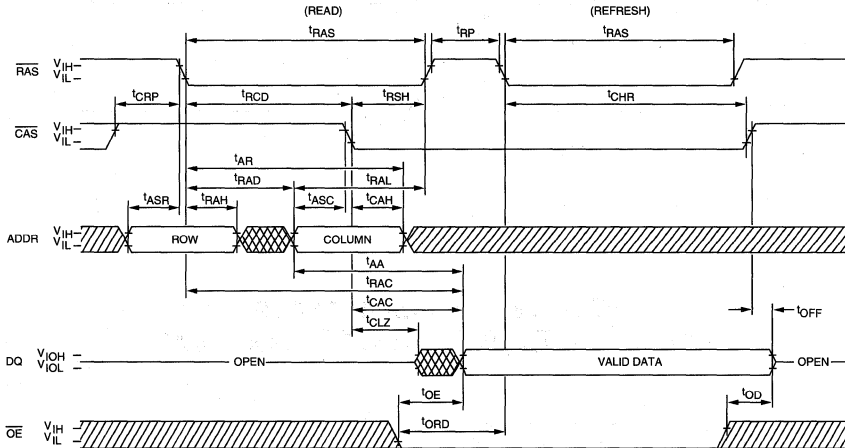 (READ) (REFRESH)
tRAS tRP tRAS
RAS VIH VIL
tCRP tRCD tRSH tCHR
CAS VIH VIL
tAR
tRAD tRAL
tASR tRAH tASC tCAH
ADDR VIH VIL ROW COLUMN
tAA
tRAC
tCAC
tOFF
tCLZ
DQ VIOH VIOL OPEN VALID DATA OPEN
tOE tOD
tORD
OE VIH VIL